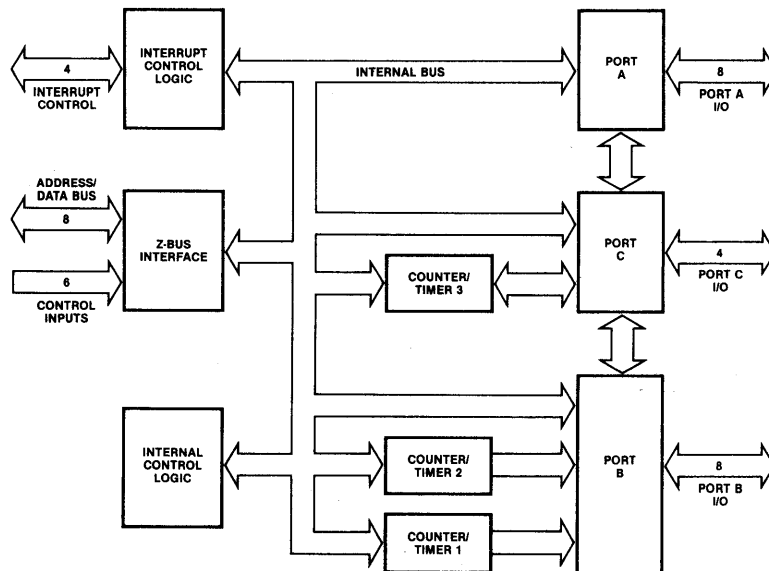 INTERRUPT
CONTROL
LOGIC
4
INTERRUPT
CONTROL
INTERNAL BUS
PORT
A
8
PORT A
I/O
ADDRESS/
DATA BUS
8
Z-BUS
INTERFACE
6
CONTROL
INPUTS
PORT
C
4
PORT C
I/O
COUNTER/
TIMER 3
INTERNAL
CONTROL
LOGIC
COUNTER/
TIMER 2
PORT
B
8
PORT B
I/O
COUNTER/
TIMER 1